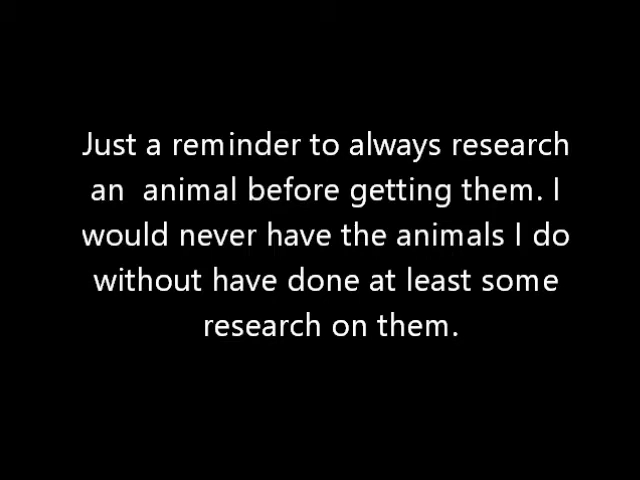 Just a reminder to always research
an  animal before getting them. I
would never have the animals I do
without have done at least some
research on them.